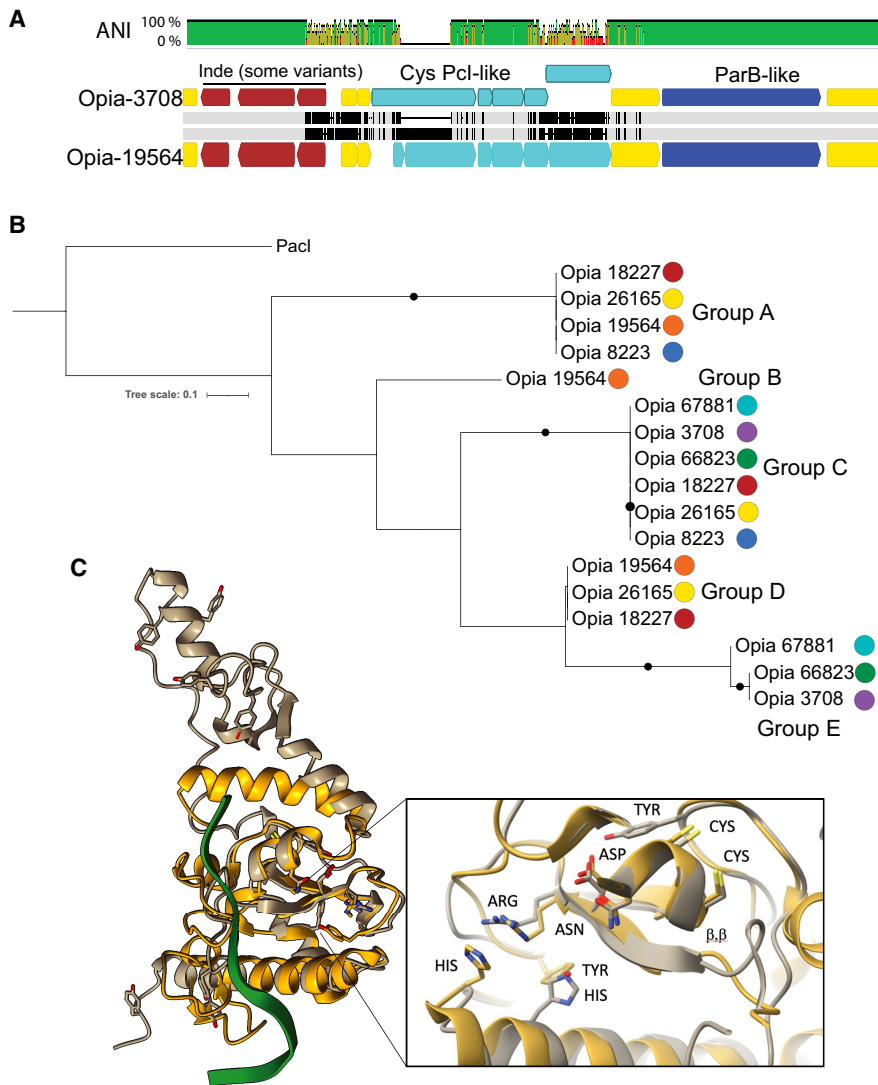 A
ANI
100 %
0 %
Inde (some variants)
Cys PcI-like
ParB-like
Opia-3708
Opia-19564
B
PacI
Opia 18227
Opia 26165
Opia 19564
Opia 8223
Group A
Tree scale: 0.1
Opia 19564
Group B
Opia 67881
Opia 3708
Opia 66823
Opia 18227
Opia 26165
Opia 8223
Group C
Opia 19564
Opia 26165
Opia 18227
Group D
Opia 67881
Opia 66823
Opia 3708
Group E
C
TYR
CYS
ASP
CYS
ARG
ASN
β,β
HIS
TYR
HIS